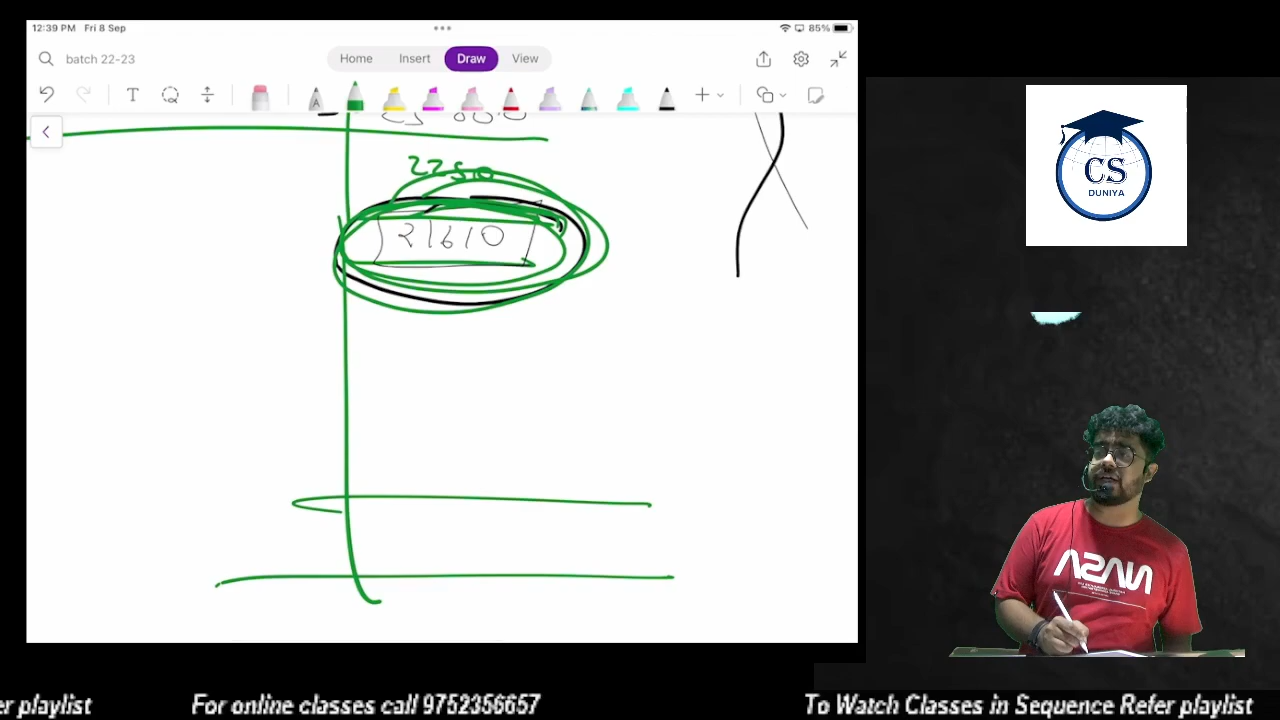 12:39 PM Fri 8 Sep
85%
batch 22-23
Home Insert Draw View
T
A
2250
21610
CS
DUNIYA
NASA
er playlist For online classes call 9752356657 To Watch Classes in Sequence Refer playlist